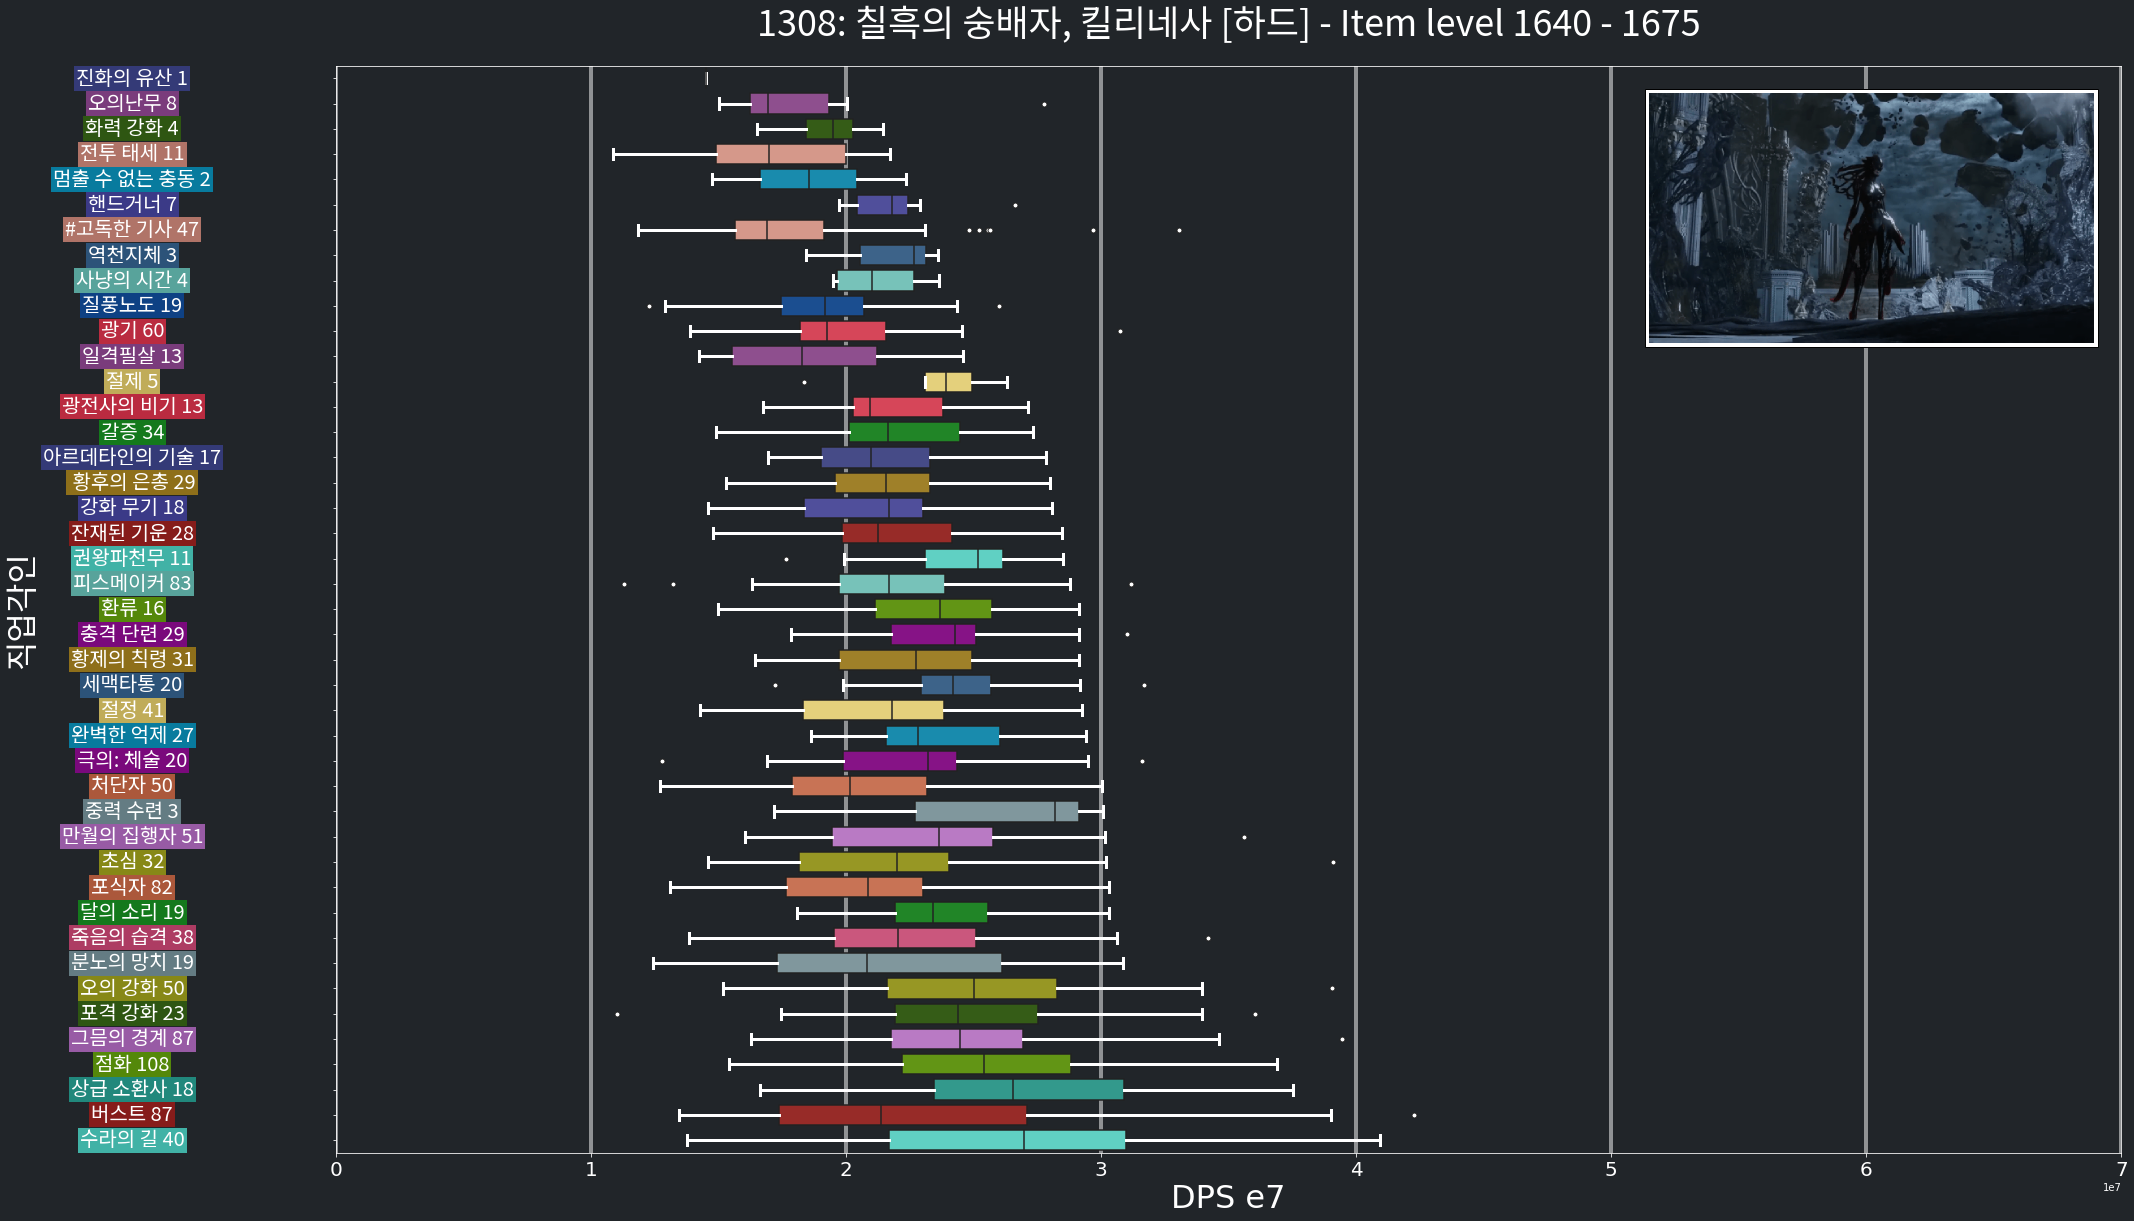 1308: 칠흑의 숭배자, 킬리네사 [하드] - Item level 1640 - 1675
진화의 유산 1
오의난무 8
화력 강화 4
전투 태세 11
멈출 수 없는 충동 2
핸드거너 7
#고독한 기사 47
역천지체 3
사냥의 시간 4
질풍노도 19
광기 60
일격필살 13
절제 5
광전사의 비기 13
갈증 34
아르데타인의 기술 17
황후의 은총 29
강화 무기 18
잔재된 기운 28
권왕파천무 11
피스메이커 83
환류 16
충격 단련 29
황제의 칙령 31
세맥타통 20
절정 41
완벽한 억제 27
극의: 체술 20
처단자 50
중력 수련 3
만월의 집행자 51
초심 32
포식자 82
달의 소리 19
죽음의 습격 38
분노의 망치 19
오의 강화 50
포격 강화 23
그믐의 경계 87
점화 108
상급 소환사 18
버스트 87
수라의 길 40
직업각인
0 1 2 3 4 5 6 7
1e7
DPS e7